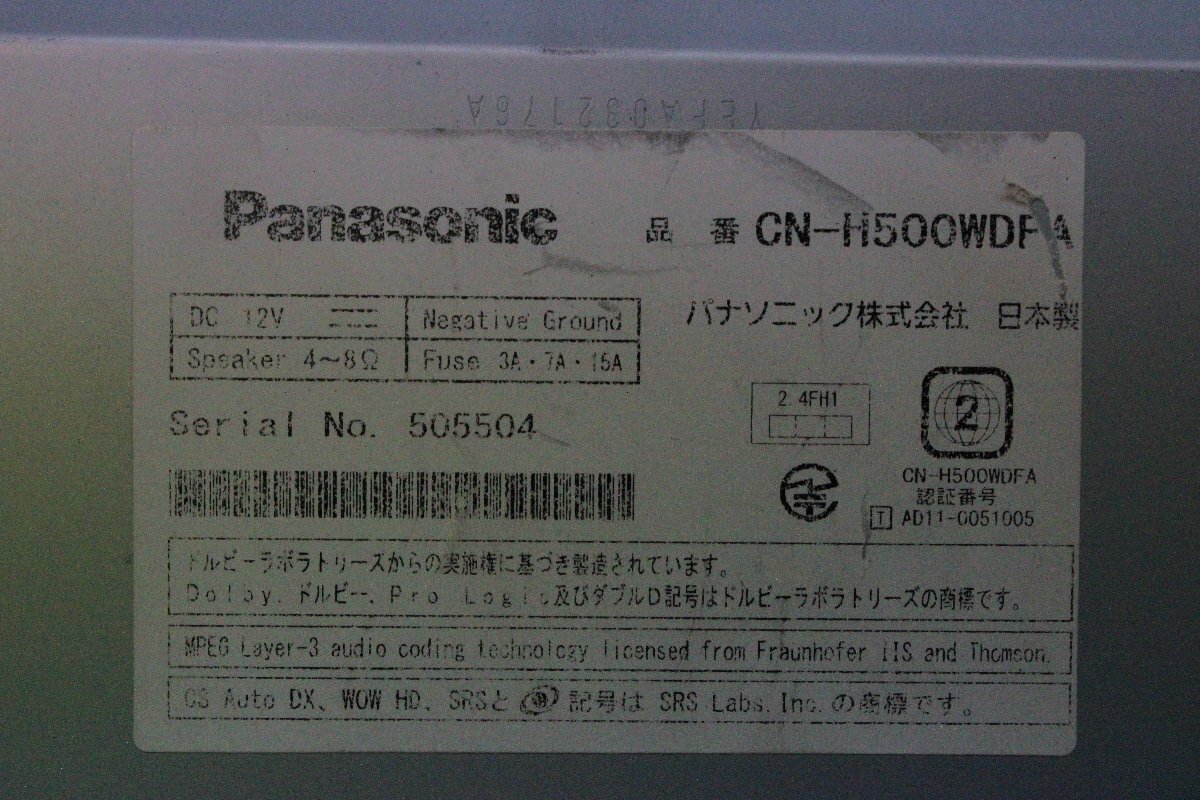 YEFA032176A
Panasonic 品 番 CN-H500WDFA
DC 12V Negative Ground
Speaker 4～8Ω Fuse 3A・7A・15A
パナソニック株式会社 日本製
2.4FH1
2
Serial No. 505504
CN-H500WDFA
認証番号
T AD11-0051005
ドルビーラボラトリーズからの実施権に基づき製造されています。
Dolby、ドルビー、Pro Logic及びダブルD記号はドルビーラボラトリーズの商標です。
MPEG Layer-3 audio coding technology licensed from Fraunhofer IIS and Thomson.
CS Auto DX、WOW HD、SRSと 記号は SRS Labs,Inc.の商標です。